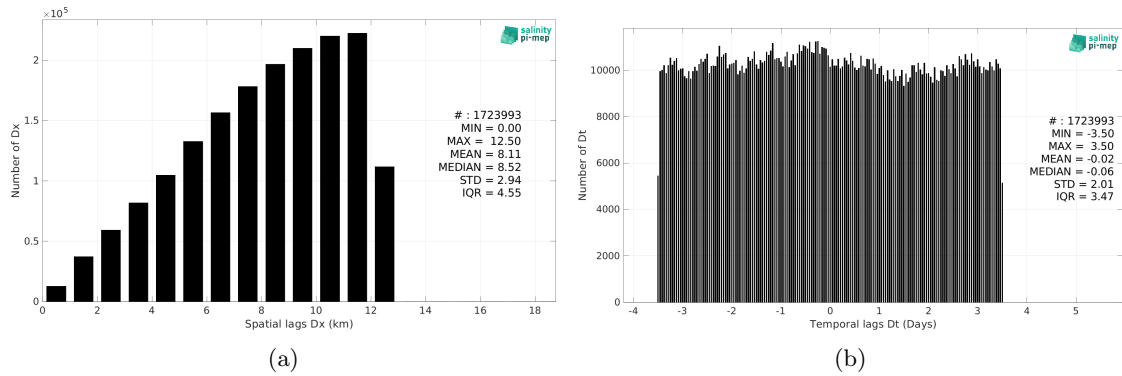 ×10^5
salinity
pi-mep
2
1.5
1
0.5
0
Number of Dx
# : 1723993
MIN = 0.00
MAX = 12.50
MEAN = 8.11
MEDIAN = 8.52
STD = 2.94
IQR = 4.55
0 2 4 6 8 10 12 14 16 18
Spatial lags Dx (km)
(a)
salinity
pi-mep
10000
8000
6000
4000
2000
0
Number of Dt
# : 1723993
MIN = -3.50
MAX = 3.50
MEAN = -0.02
MEDIAN = -0.06
STD = 2.01
IQR = 3.47
-4 -3 -2 -1 0 1 2 3 4 5
Temporal lags Dt (Days)
(b)